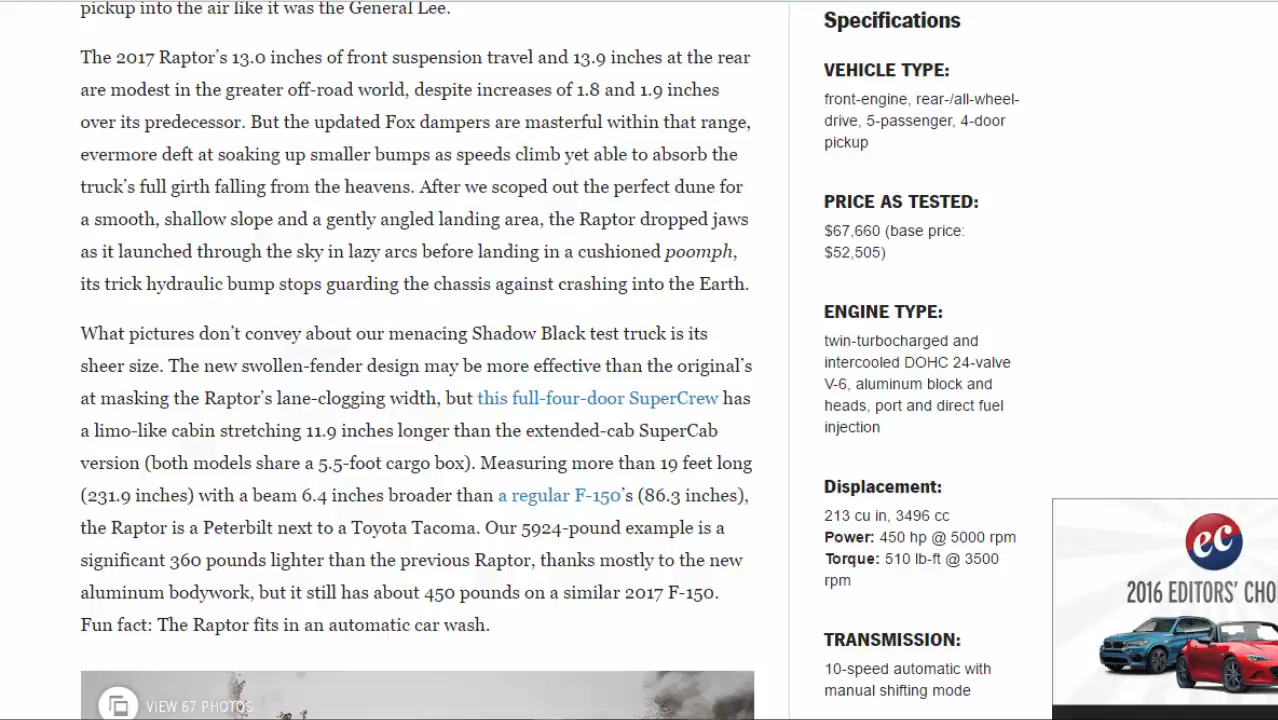 pickup into the air like it was the General Lee.
The 2017 Raptor's 13.0 inches of front suspension travel and 13.9 inches at the rear
are modest in the greater off-road world, despite increases of 1.8 and 1.9 inches
over its predecessor. But the updated Fox dampers are masterful within that range,
evermore deft at soaking up smaller bumps as speeds climb yet able to absorb the
truck's full girth falling from the heavens. After we scoped out the perfect dune for
a smooth, shallow slope and a gently angled landing area, the Raptor dropped jaws
as it launched through the sky in lazy arcs before landing in a cushioned poomph,
its trick hydraulic bump stops guarding the chassis against crashing into the Earth.
What pictures don't convey about our menacing Shadow Black test truck is its
sheer size. The new swollen-fender design may be more effective than the original's
at masking the Raptor's lane-clogging width, but this full-four-door SuperCrew has
a limo-like cabin stretching 11.9 inches longer than the extended-cab SuperCab
version (both models share a 5.5-foot cargo box). Measuring more than 19 feet long
(231.9 inches) with a beam 6.4 inches broader than a regular F-150's (86.3 inches),
the Raptor is a Peterbilt next to a Toyota Tacoma. Our 5924-pound example is a
significant 360 pounds lighter than the previous Raptor, thanks mostly to the new
aluminum bodywork, but it still has about 450 pounds on a similar 2017 F-150.
Fun fact: The Raptor fits in an automatic car wash.
VIEW 67 PHOTOS
Specifications
VEHICLE TYPE:
front-engine, rear-/all-wheel-
drive, 5-passenger, 4-door
pickup
PRICE AS TESTED:
$67,660 (base price:
$52,505)
ENGINE TYPE:
twin-turbocharged and
intercooled DOHC 24-valve
V-6, aluminum block and
heads, port and direct fuel
injection
Displacement:
213 cu in, 3496 cc
Power: 450 hp @ 5000 rpm
Torque: 510 lb-ft @ 3500
rpm
TRANSMISSION:
10-speed automatic with
manual shifting mode
ec
2016 EDITORS' CHO